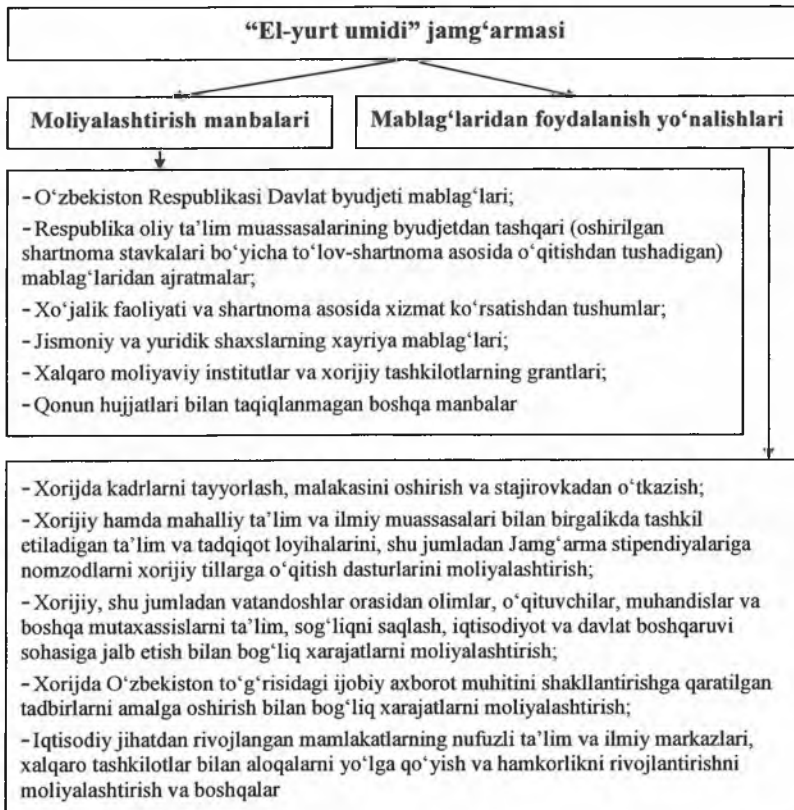 “El-yurt umidi” jamg‘armasi
Moliyalashtirish manbalari
Mablag‘laridan foydalanish yo‘nalishlari
– O‘zbekiston Respublikasi Davlat byudjeti mablag‘lari;
– Respublika oliy ta’lim muassasalarining byudjetdan tashqari (oshirilgan
shartnoma stavkalari bo‘yicha to‘lov-shartnoma asosida o‘qitishdan tushadigan)
mablag‘laridan ajratmalar;
– Xo‘jalik faoliyati va shartnoma asosida xizmat ko‘rsatishdan tushumlar;
– Jismoniy va yuridik shaxslarning xayriya mablag‘lari;
– Xalqaro moliyaviy institutlar va xorijiy tashkilotlarning grantlari;
– Qonun hujjatlari bilan taqiqlanmagan boshqa manbalar
– Xorijda kadrlarni tayyorlash, malakasini oshirish va stajirovkadan o‘tkazish;
– Xorijiy hamda mahalliy ta’lim va ilmiy muassasalari bilan birgalikda tashkil
etiladigan ta’lim va tadqiqot loyihalarini, shu jumladan Jamg‘arma stipendiyalariga
nomzodlarni xorijiy tillarga o‘qitish dasturlarini moliyalashtirish;
– Xorijiy, shu jumladan vatandoshlar orasidan olimlar, o‘qituvchilar, muhandislar va
boshqa mutaxassislarni ta’lim, sog‘liqni saqlash, iqtisodiyot va davlat boshqaruvi
sohasiga jalb etish bilan bog‘liq xarajatlarni moliyalashtirish;
– Xorijda O‘zbekiston to‘g‘risidagi ijobiy axborot muhitini shakllantirishga qaratilgan
tadbirlarni amalga oshirish bilan bog‘liq xarajatlarni moliyalashtirish;
– Iqtisodiy jihatdan rivojlangan mamlakatlarning nufuzli ta’lim va ilmiy markazlari,
xalqaro tashkilotlar bilan aloqalarni yo‘lga qo‘yish va hamkorlikni rivojlantirishni
moliyalashtirish va boshqalar